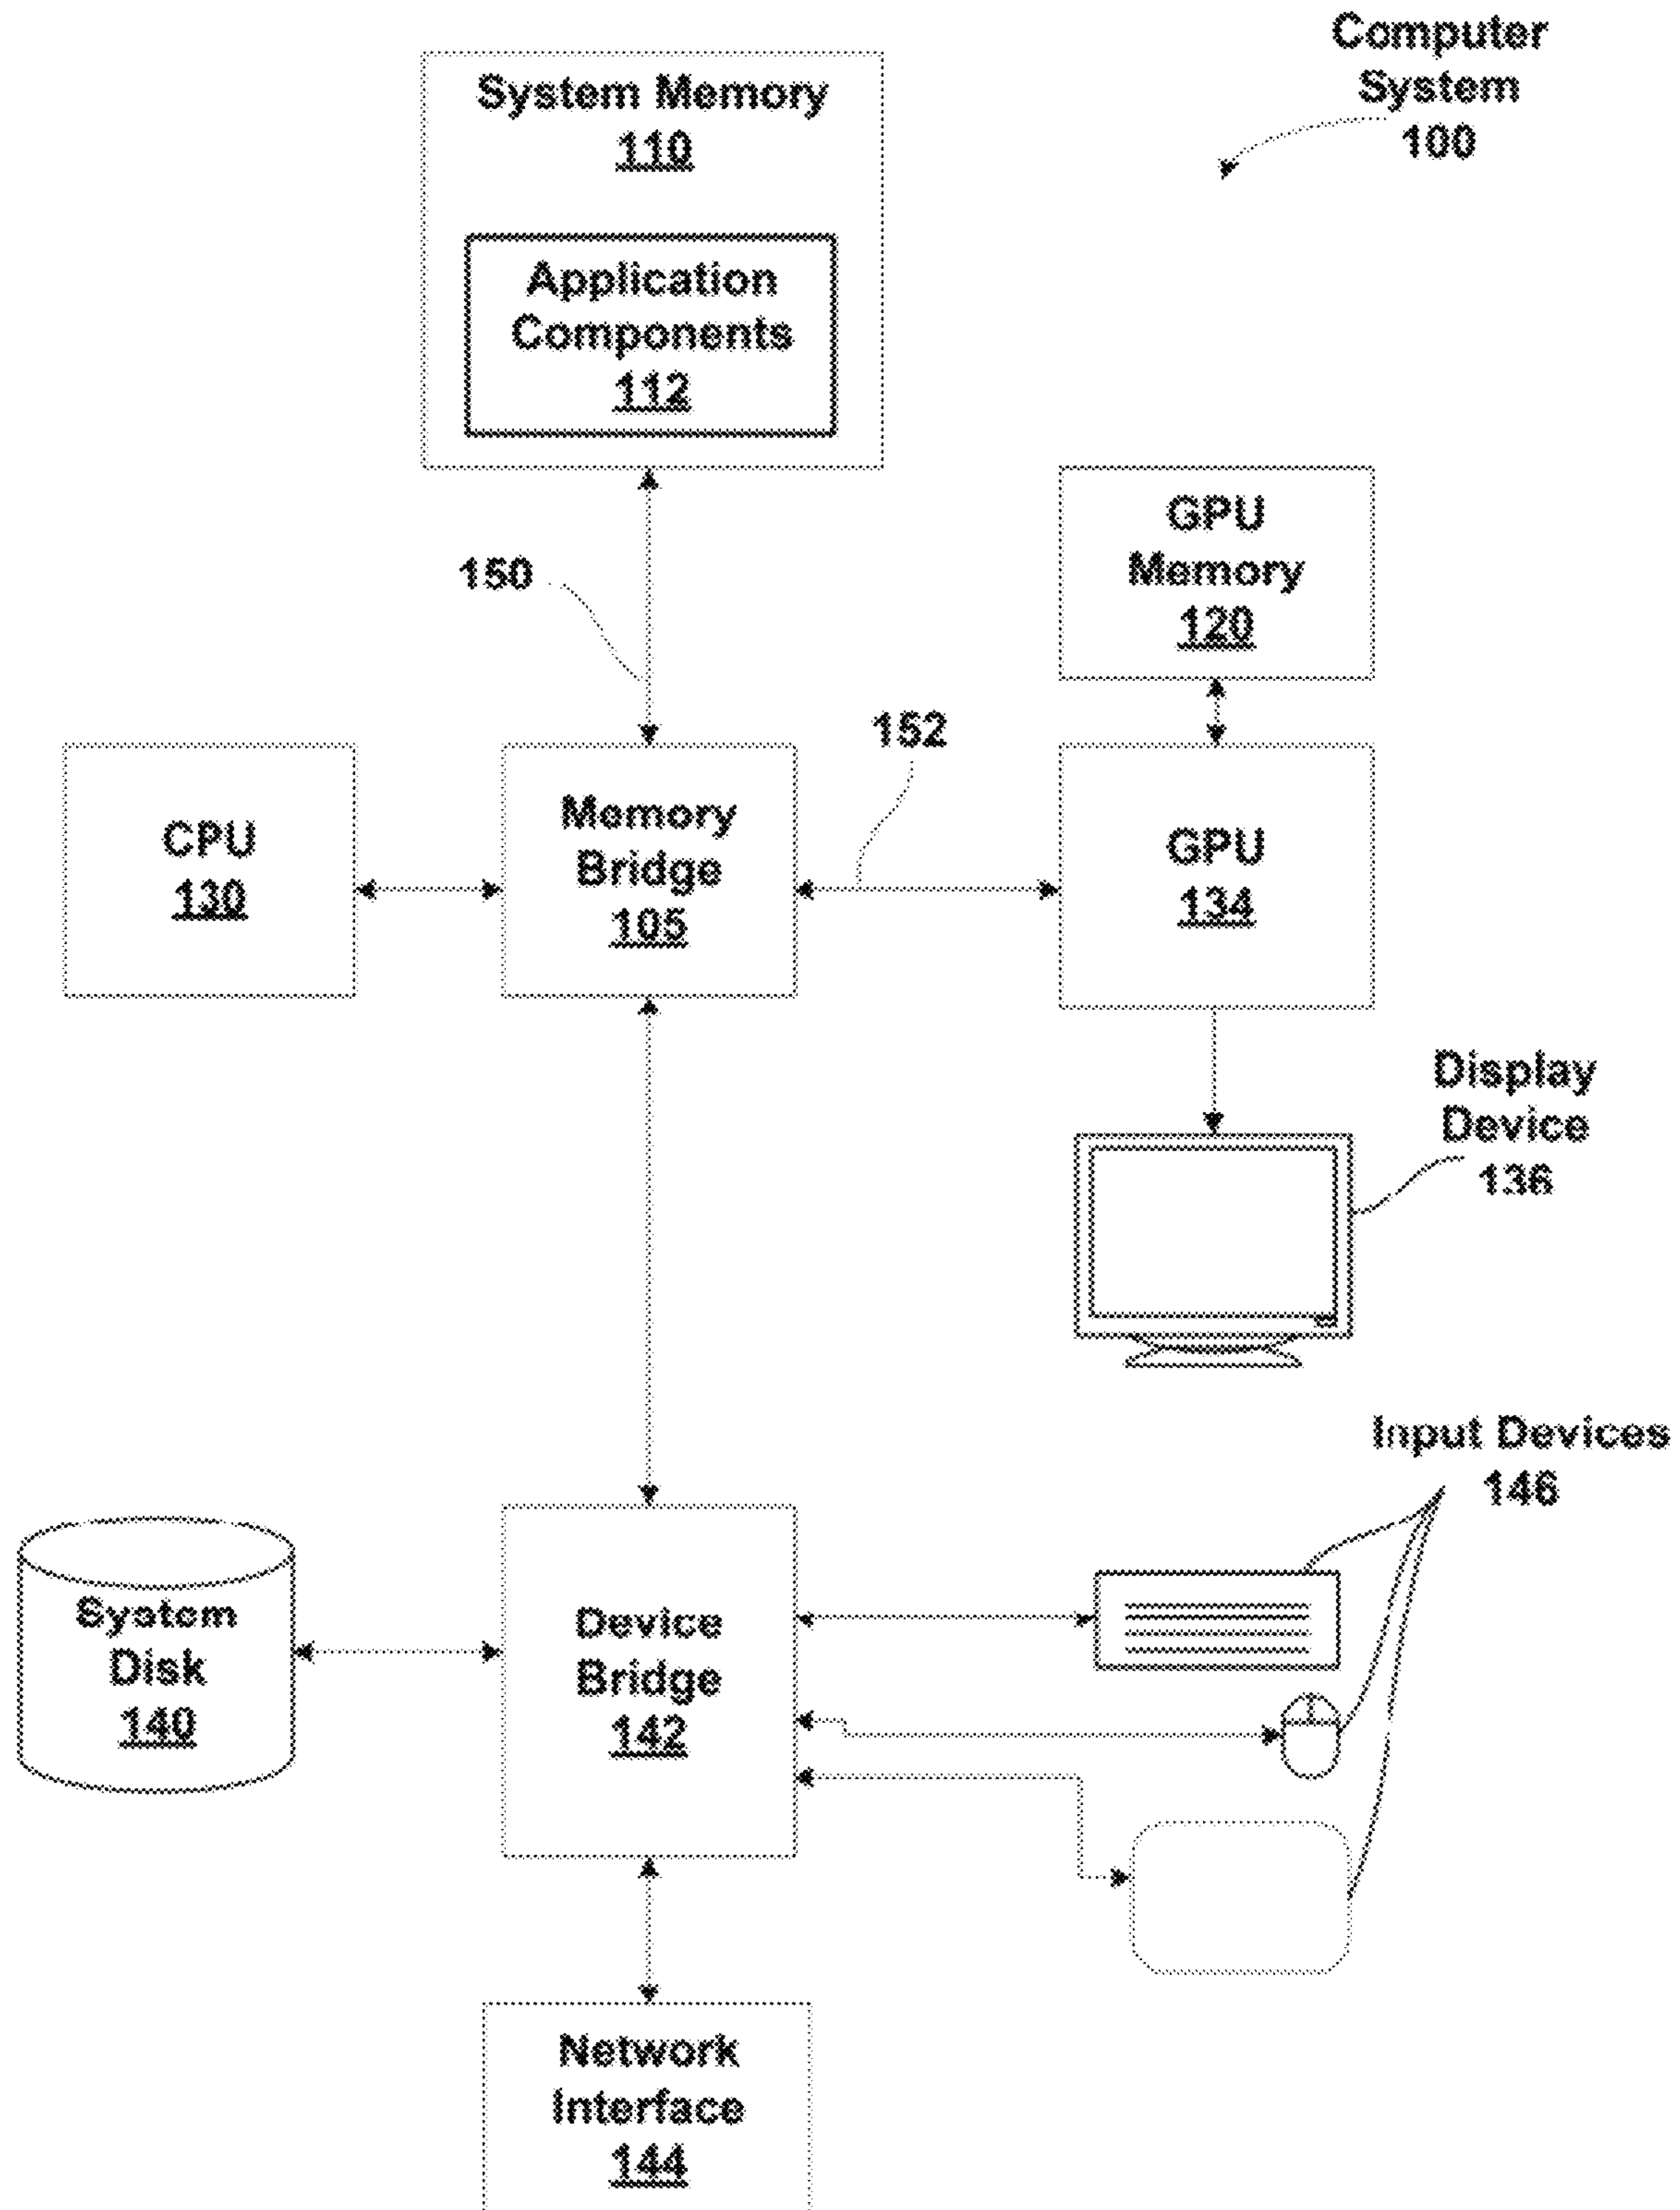 Computer
System
100
System Memory
110
Application
Components
112
GPU
Memory
120
150
152
CPU
130
Memory
Bridge
105
GPU
134
Display
Device
136
Input Devices
146
System
Disk
140
Device
Bridge
142
Network
Interface
144